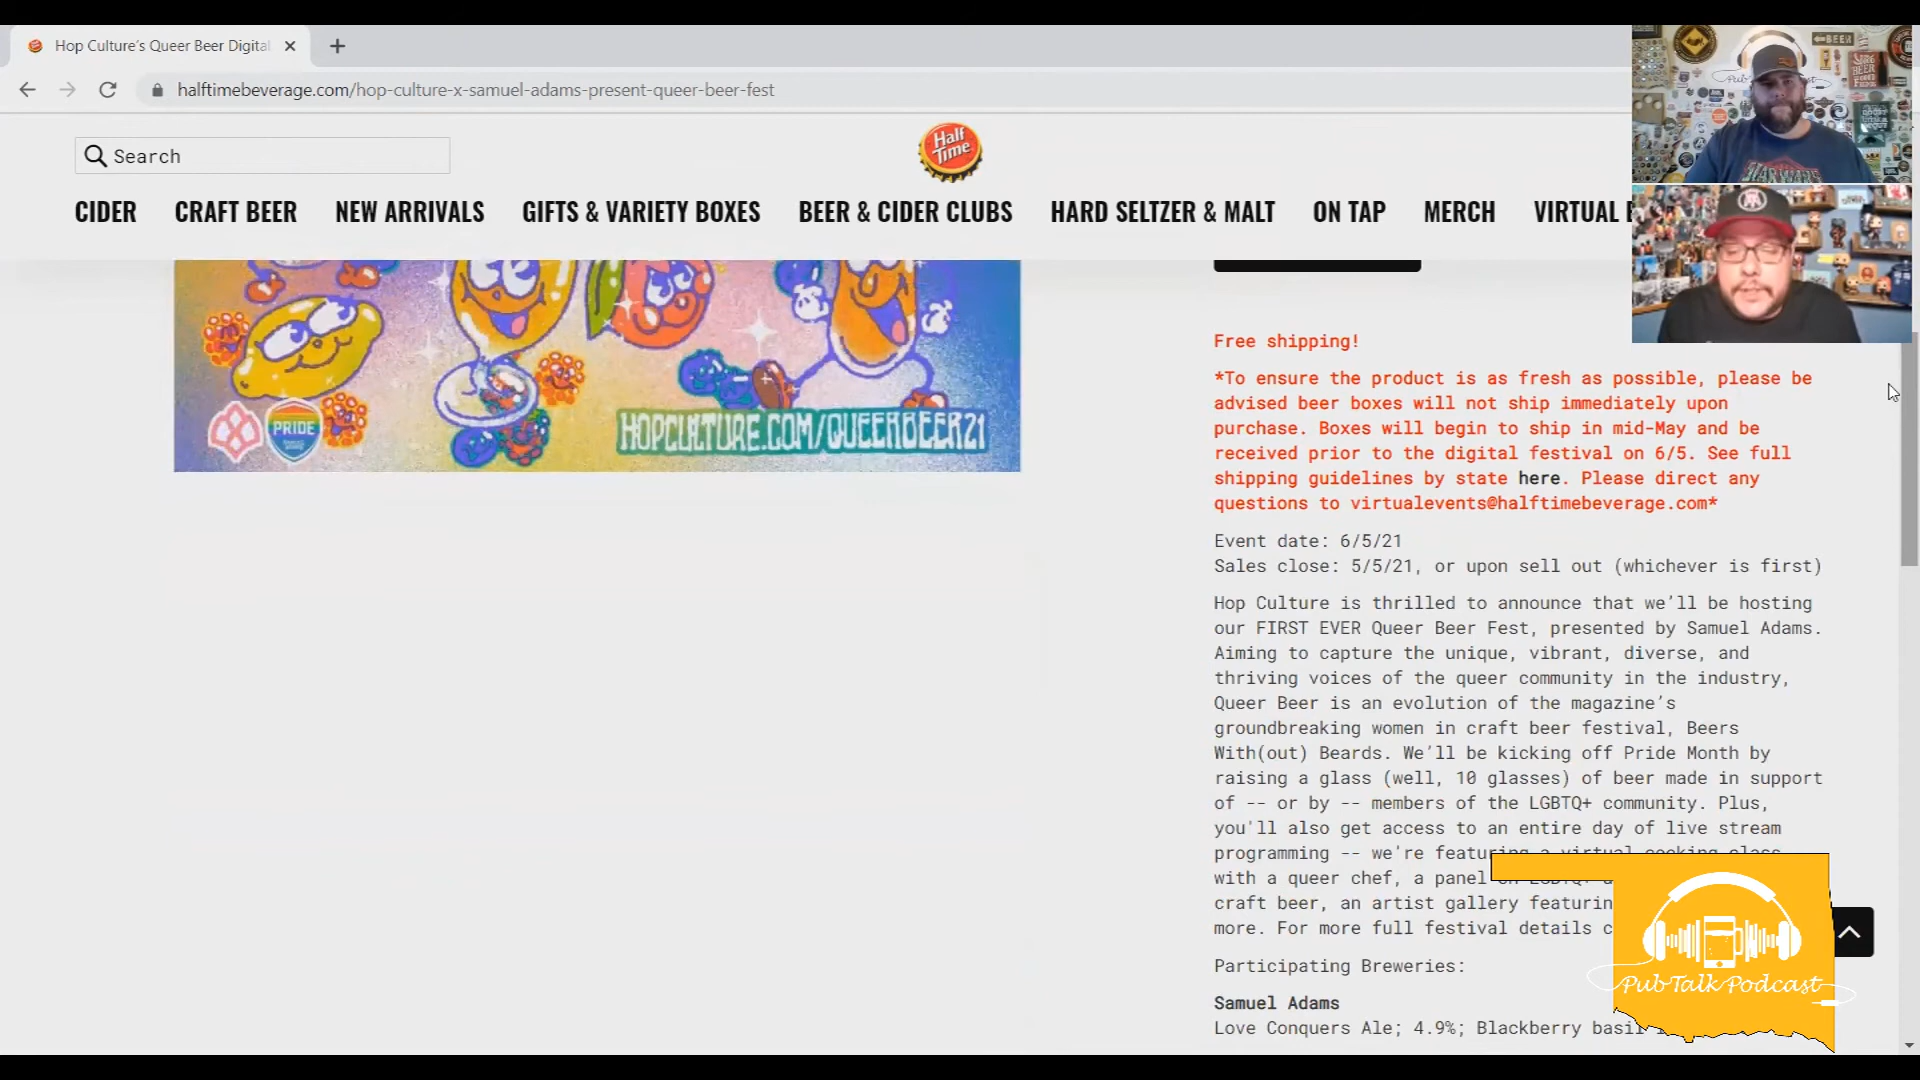 Hop Culture's Queer Beer Digital
halftimebeverage.com/hop-culture-x-samuel-adams-present-queer-beer-fest
Search
Half
Time
CIDER CRAFT BEER NEW ARRIVALS GIFTS & VARIETY BOXES BEER & CIDER CLUBS HARD SELTZER & MALT ON TAP MERCH VIRTUAL
BEER
PRIDE
HOPCULTURE.COM/QUEERBEER21
Free shipping!
*To ensure the product is as fresh as possible, please be
advised beer boxes will not ship immediately upon
purchase. Boxes will begin to ship in mid-May and be
received prior to the digital festival on 6/5. See full
shipping guidelines by state here. Please direct any
questions to virtualevents@halftimebeverage.com*
Event date: 6/5/21
Sales close: 5/5/21, or upon sell out (whichever is first)
Hop Culture is thrilled to announce that we'll be hosting
our FIRST EVER Queer Beer Fest, presented by Samuel Adams.
Aiming to capture the unique, vibrant, diverse, and
thriving voices of the queer community in the industry,
Queer Beer is an evolution of the magazine's
groundbreaking women in craft beer festival, Beers
With(out) Beards. We'll be kicking off Pride Month by
raising a glass (well, 10 glasses) of beer made in support
of -- or by -- members of the LGBTQ+ community. Plus,
you'll also get access to an entire day of live stream
programming -- we're featuring a virtual cooking class
with a queer chef, a panel on LGBTQ+
craft beer, an artist gallery featurin
more. For more full festival details
Participating Breweries:
Samuel Adams
Love Conquers Ale; 4.9%; Blackberry basil
PubTalk Podcast